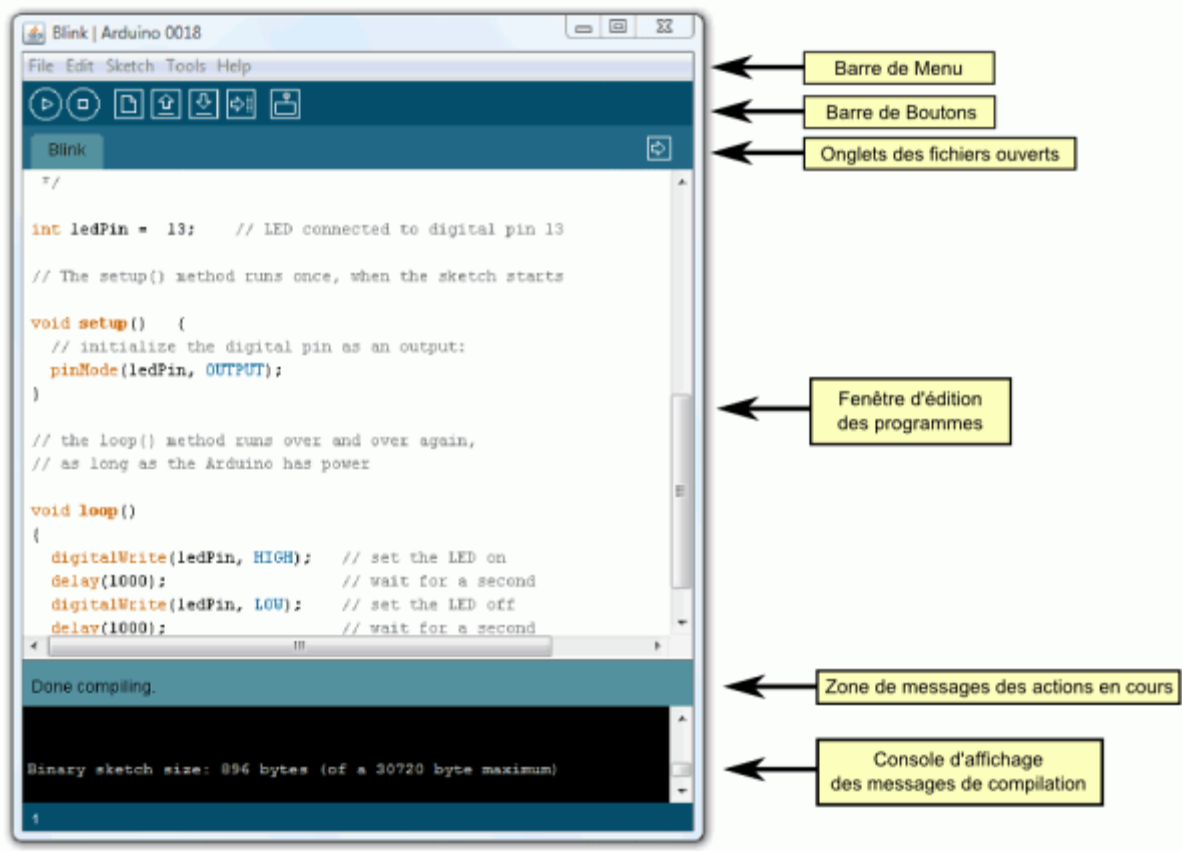 Blink | Arduino 0018
File Edit Sketch Tools Help
Barre de Menu
Barre de Boutons
Blink
Onglets des fichiers ouverts
*/
int ledPin =  13;    // LED connected to digital pin 13
// The setup() method runs once, when the sketch starts
void setup()   {
  // initialize the digital pin as an output:
  pinMode(ledPin, OUTPUT);
}
Fenêtre d'édition
des programmes
// the loop() method runs over and over again,
// as long as the Arduino has power
void loop()
{
  digitalWrite(ledPin, HIGH);   // set the LED on
  delay(1000);                  // wait for a second
  digitalWrite(ledPin, LOW);    // set the LED off
  delay(1000);                  // wait for a second
Done compiling.
Zone de messages des actions en cours
Binary sketch size: 896 bytes (of a 30720 byte maximum)
Console d'affichage
des messages de compilation
1